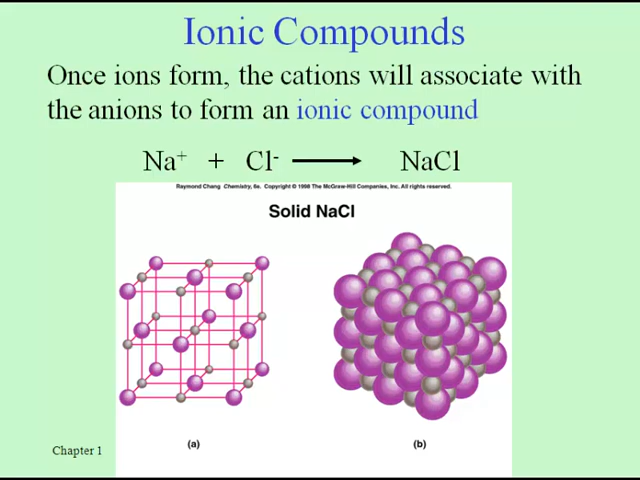 Ionic Compounds
Once ions form, the cations will associate with
the anions to form an ionic compound
Na⁺ + Cl⁻ ⟶ NaCl
Raymond Chang Chemistry, 6e. Copyright © 1998 The McGraw-Hill Companies, Inc. All rights reserved.
Solid NaCl
(a) (b)
Chapter 1